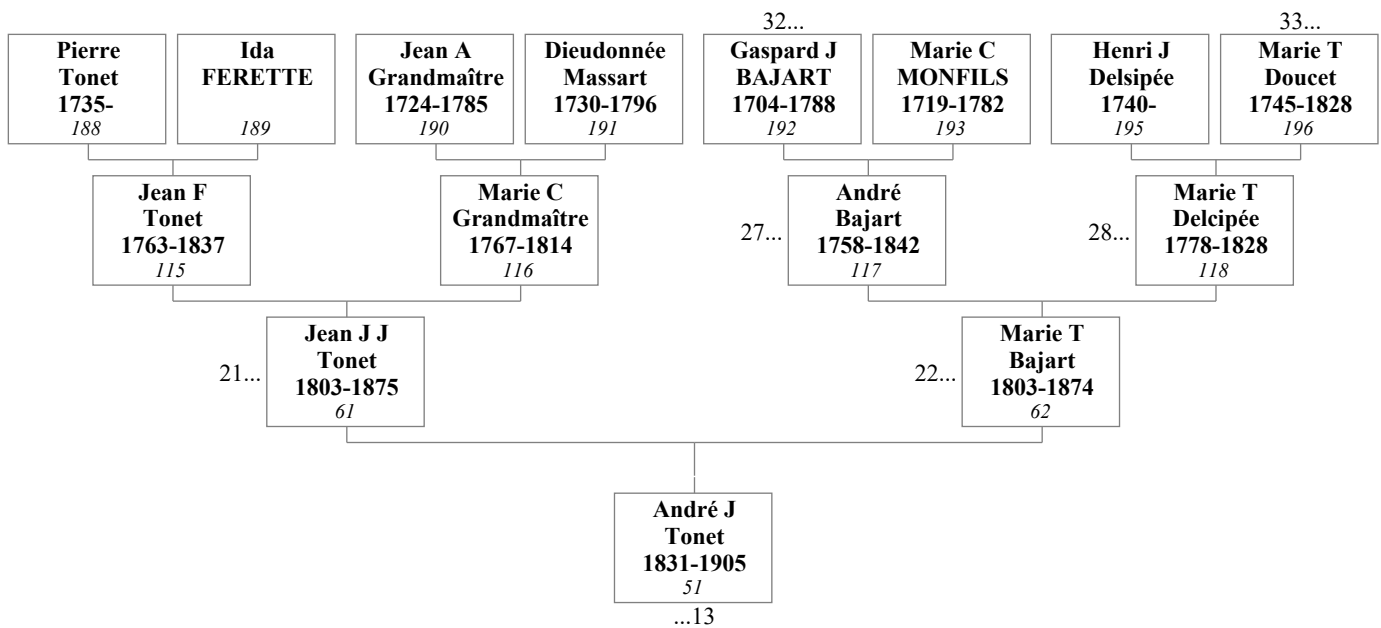 32...
33...
Pierre
Tonet
1735-
188
Ida
FERETTE
189
Jean A
Grandmaître
1724-1785
190
Dieudonnée
Massart
1730-1796
191
Gaspard J
BAJART
1704-1788
192
Marie C
MONFILS
1719-1782
193
Henri J
Delsipée
1740-
195
Marie T
Doucet
1745-1828
196
Jean F
Tonet
1763-1837
115
Marie C
Grandmaître
1767-1814
116
27...
André
Bajart
1758-1842
117
28...
Marie T
Delcipée
1778-1828
118
21...
Jean J J
Tonet
1803-1875
61
22...
Marie T
Bajart
1803-1874
62
André J
Tonet
1831-1905
51
...13